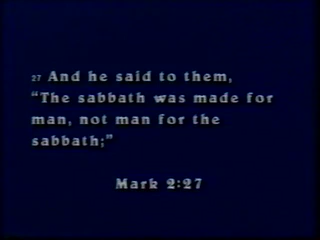 27 And he said to them,
“The sabbath was made for
man, not man for the
sabbath;”
Mark 2:27